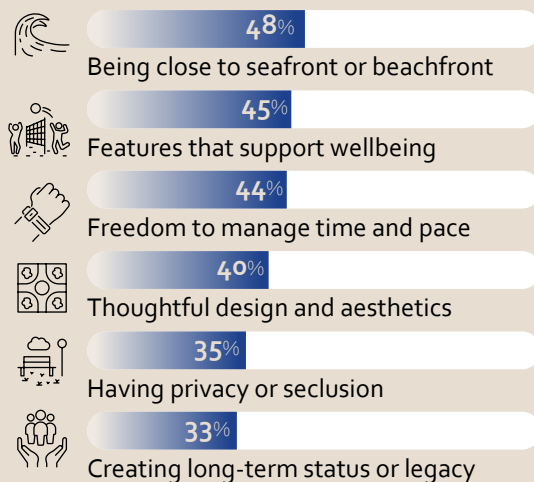 48%
Being close to seafront or beachfront
45%
Features that support wellbeing
44%
Freedom to manage time and pace
40%
Thoughtful design and aesthetics
35%
Having privacy or seclusion
33%
Creating long-term status or legacy